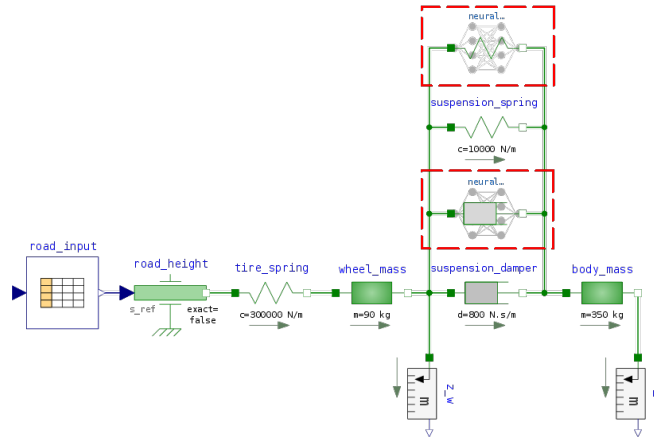 neural...
suspension_spring
c=10000 N/m
neural...
road_input
road_height
tire_spring
wheel_mass
suspension_damper
body_mass
s_ref
exact=
false
c=300000 N/m
m=90 kg
d=800 N.s/m
m=350 kg
m
z_w
m